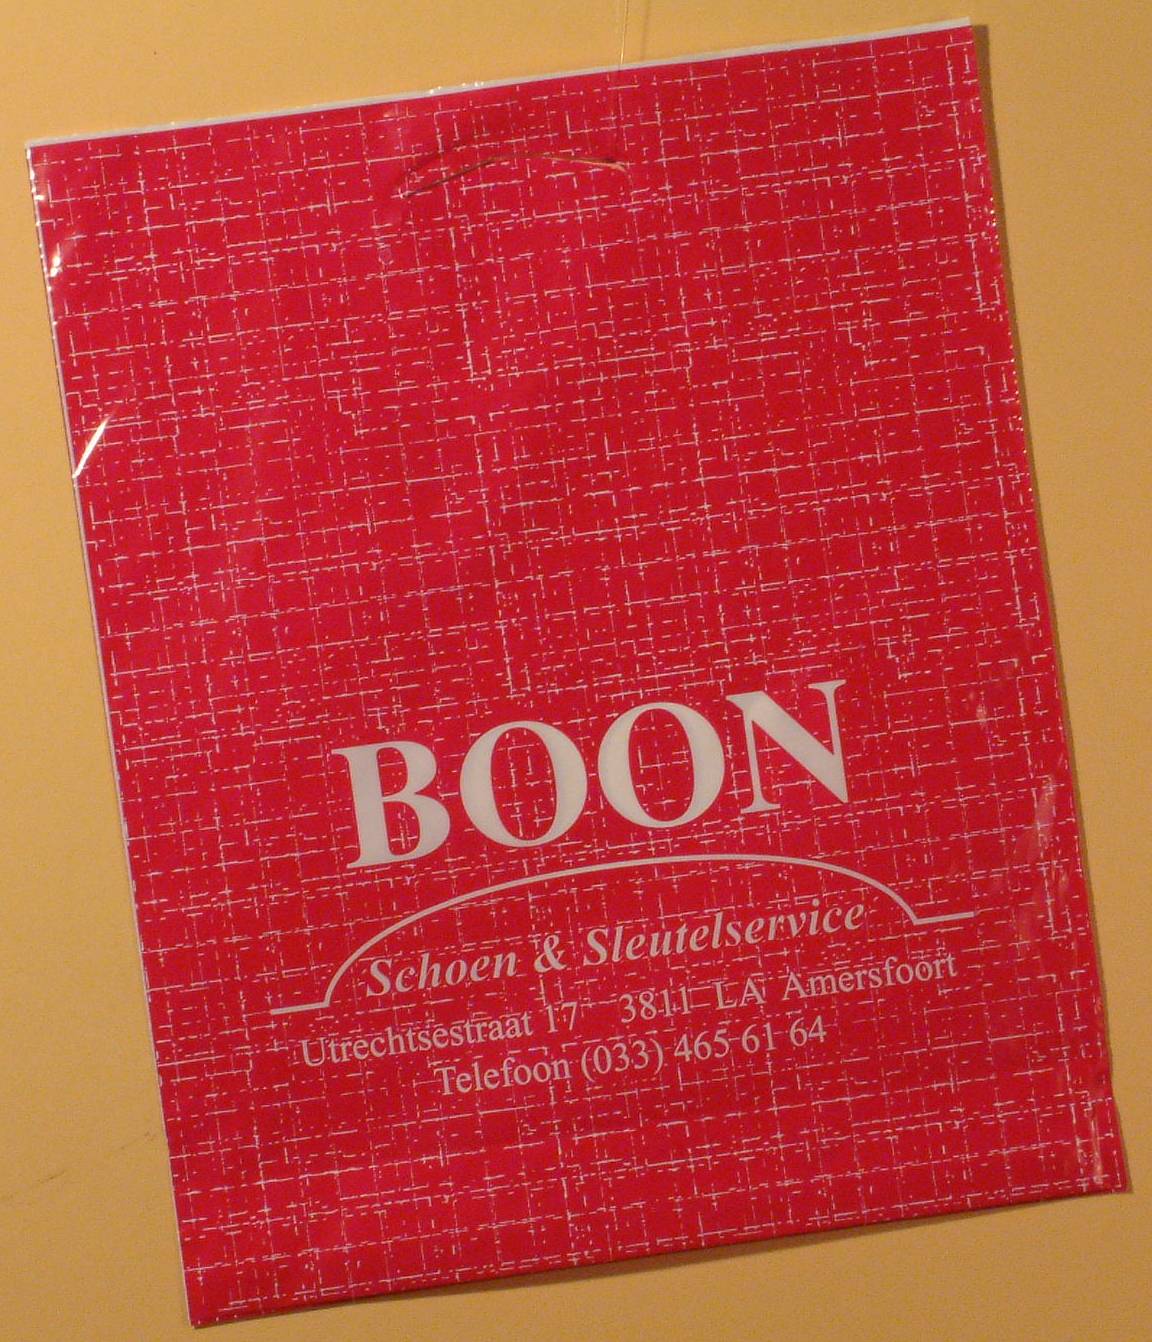 BOON
Schoen & Sleutelservice
Utrechtsestraat 17 3811 LA Amersfoort
Telefoon (033) 465 61 64